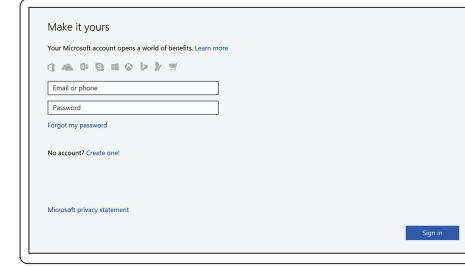 Make it yours
Your Microsoft account opens a world of benefits. Learn more
Email or phone
Password
Forgot my password
No account? Create one!
Microsoft privacy statement
Sign in